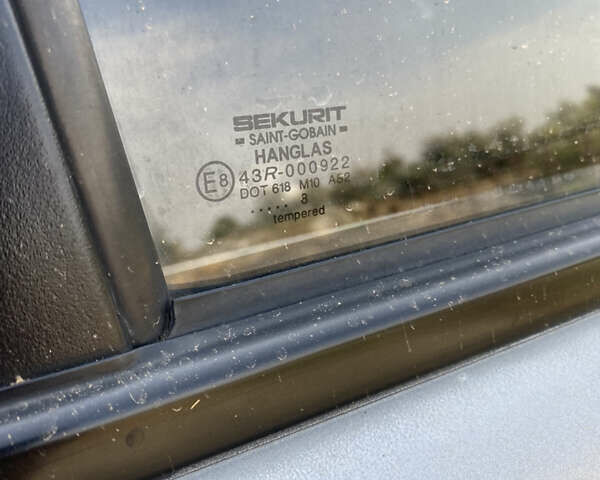 SEKURIT
SAINT-GOBAIN
HANGLAS
E8 43R-000922
DOT 618 M10 AS2
..... 8
tempered